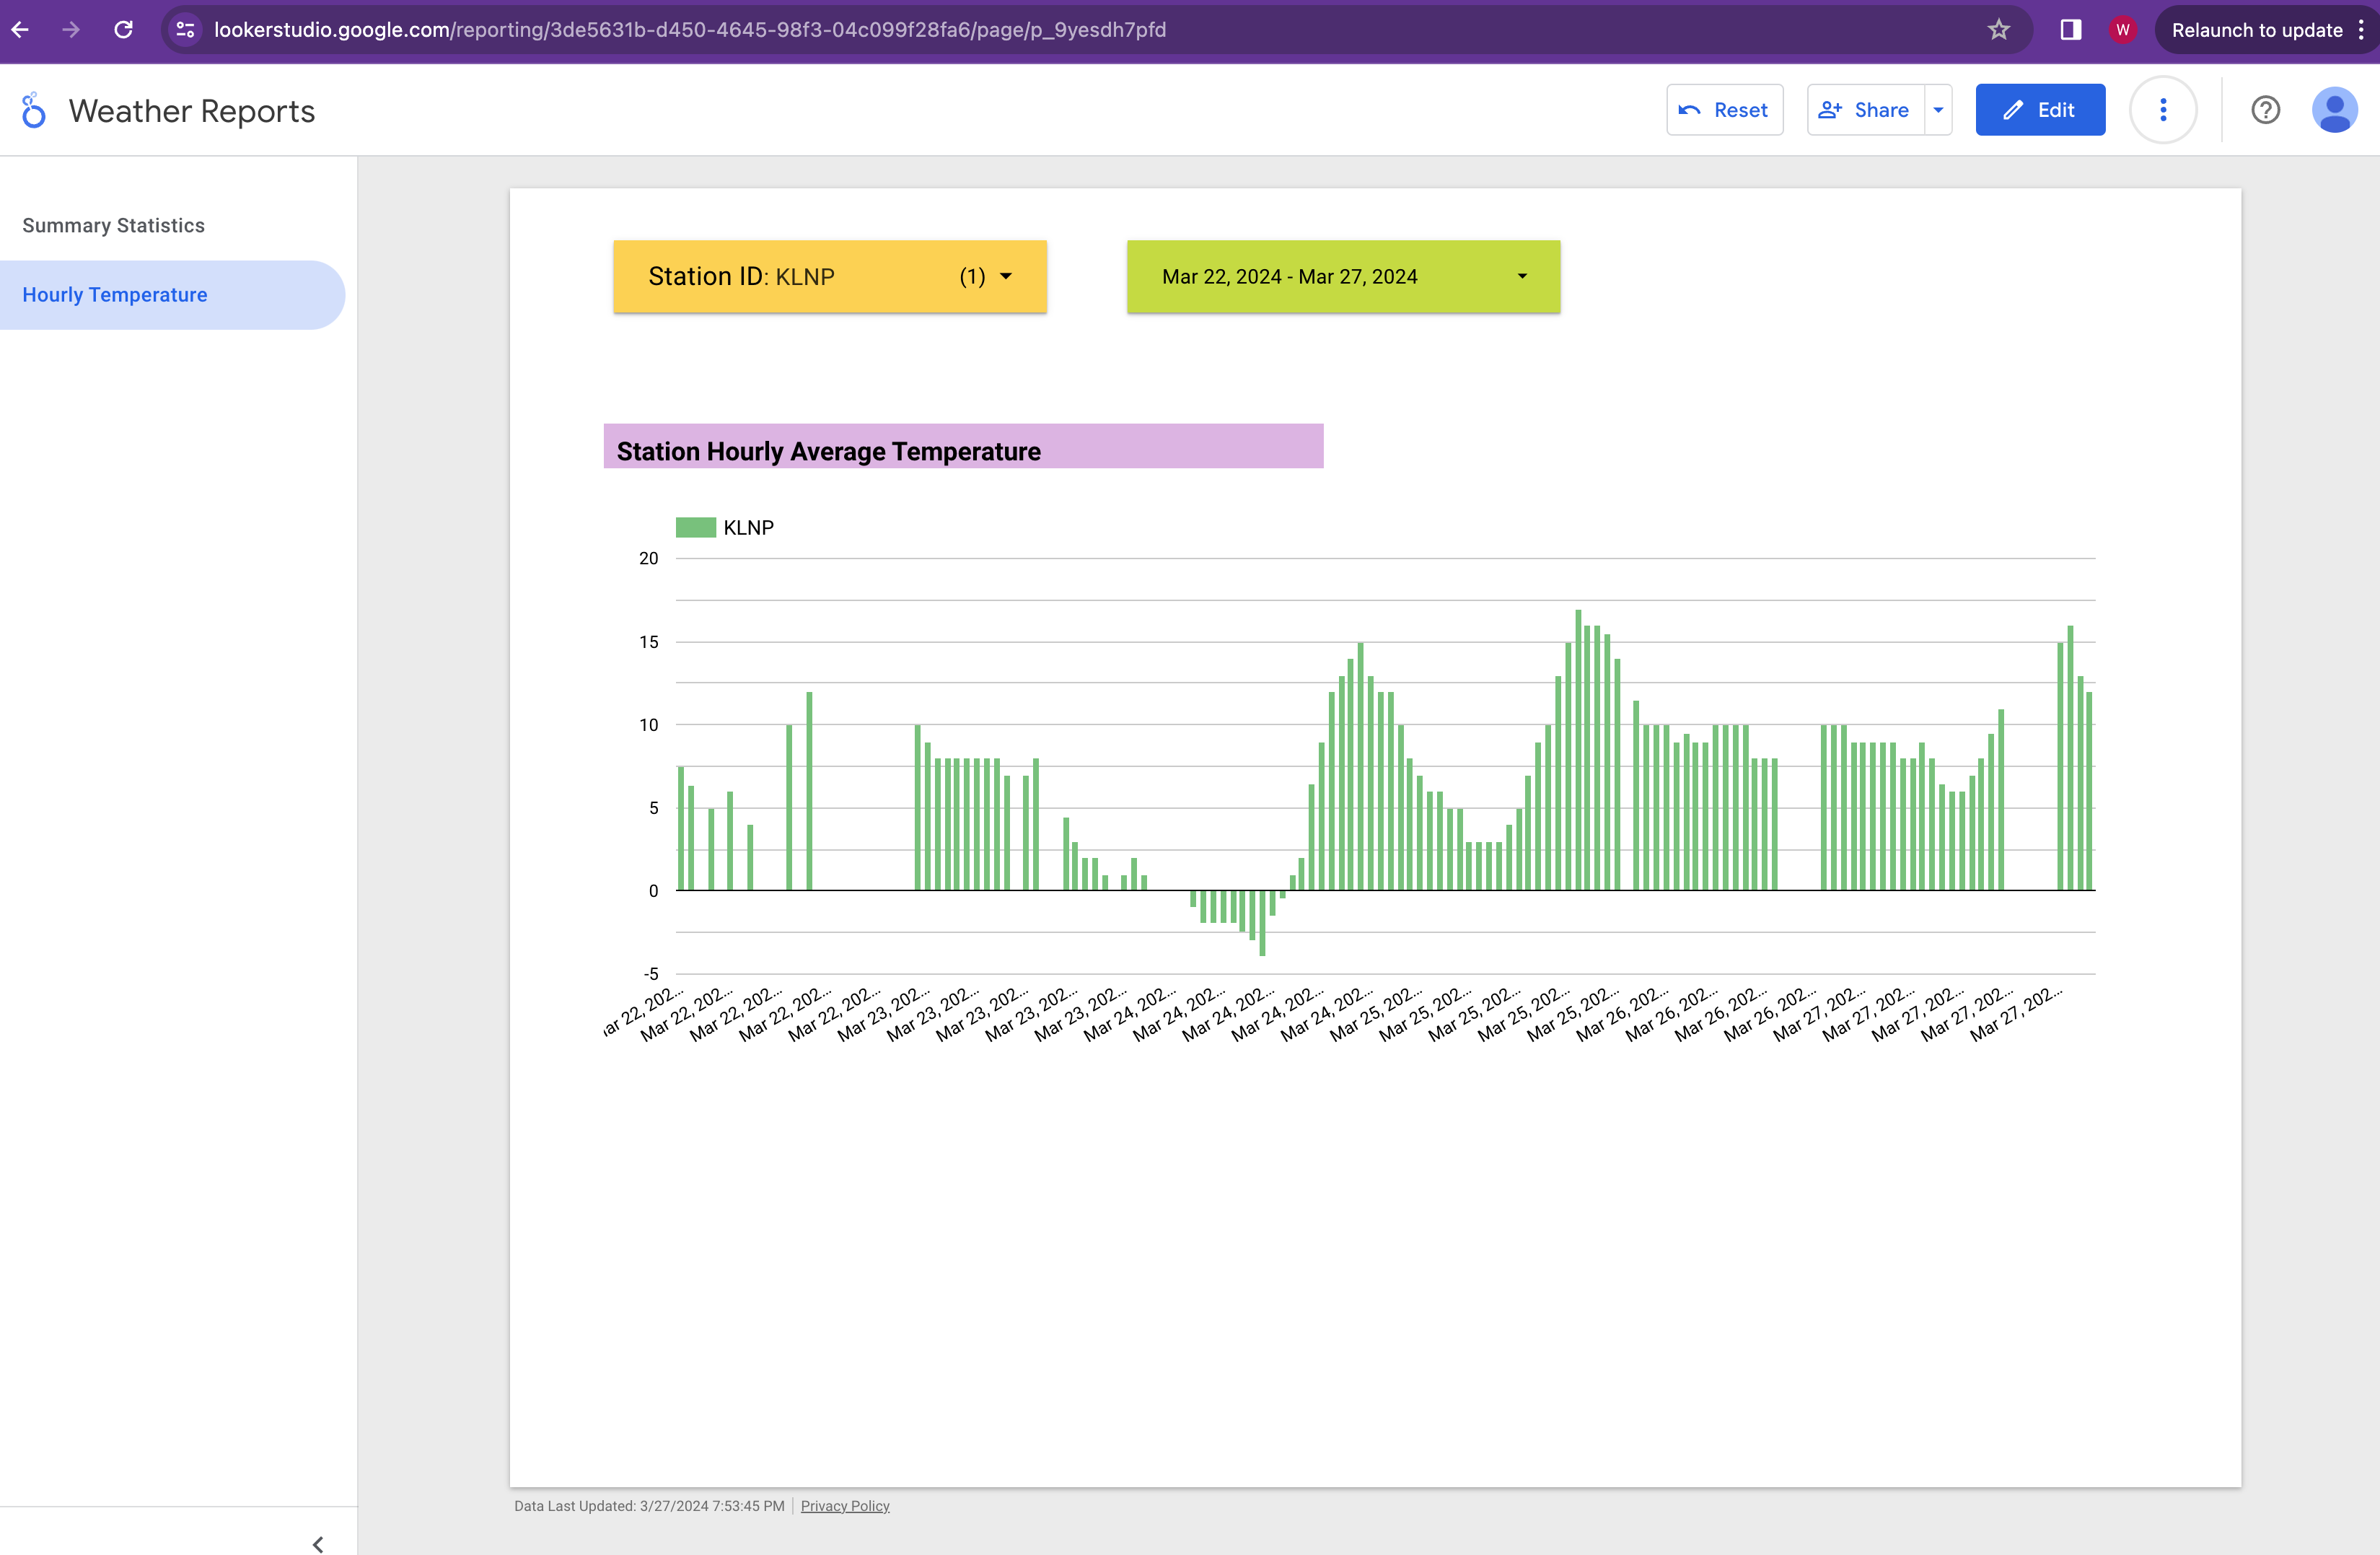 lookerstudio.google.com/reporting/3de5631b-d450-4645-98f3-04c099f28fa6/page/p_9yesdh7pfd
W
Relaunch to update
Weather Reports
Reset
Share
Edit
Summary Statistics
Hourly Temperature
Station ID: KLNP (1)
Mar 22, 2024 - Mar 27, 2024
Station Hourly Average Temperature
KLNP
20
15
10
5
0
-5
ar 22, 202...
Mar 22, 202...
Mar 22, 202...
Mar 22, 202...
Mar 22, 202...
Mar 23, 202...
Mar 23, 202...
Mar 23, 202...
Mar 23, 202...
Mar 23, 202...
Mar 24, 202...
Mar 24, 202...
Mar 24, 202...
Mar 24, 202...
Mar 24, 202...
Mar 25, 202...
Mar 25, 202...
Mar 25, 202...
Mar 25, 202...
Mar 25, 202...
Mar 26, 202...
Mar 26, 202...
Mar 26, 202...
Mar 26, 202...
Mar 27, 202...
Mar 27, 202...
Mar 27, 202...
Mar 27, 202...
Mar 27, 202...
Data Last Updated: 3/27/2024 7:53:45 PM
Privacy Policy